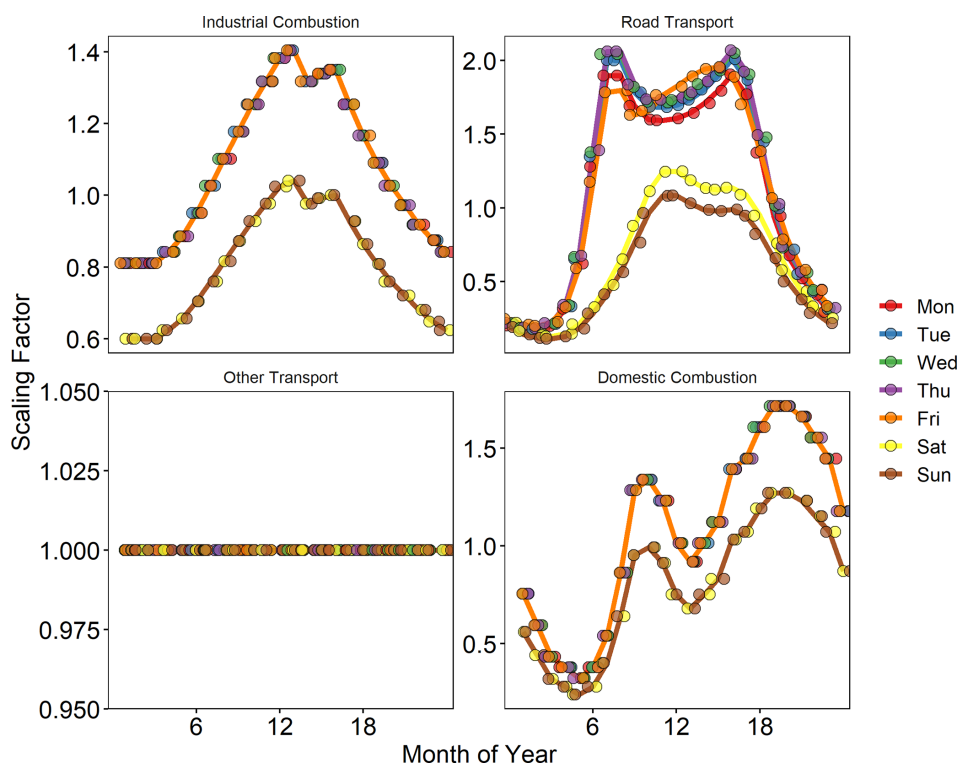 Industrial Combustion
Road Transport
1.4
1.2
1.0
0.8
0.6
2.0
1.5
1.0
0.5
Scaling Factor
Other Transport
Domestic Combustion
1.050
1.025
1.000
0.975
0.950
1.5
1.0
0.5
6
12
18
6
12
18
Month of Year
Mon
Tue
Wed
Thu
Fri
Sat
Sun